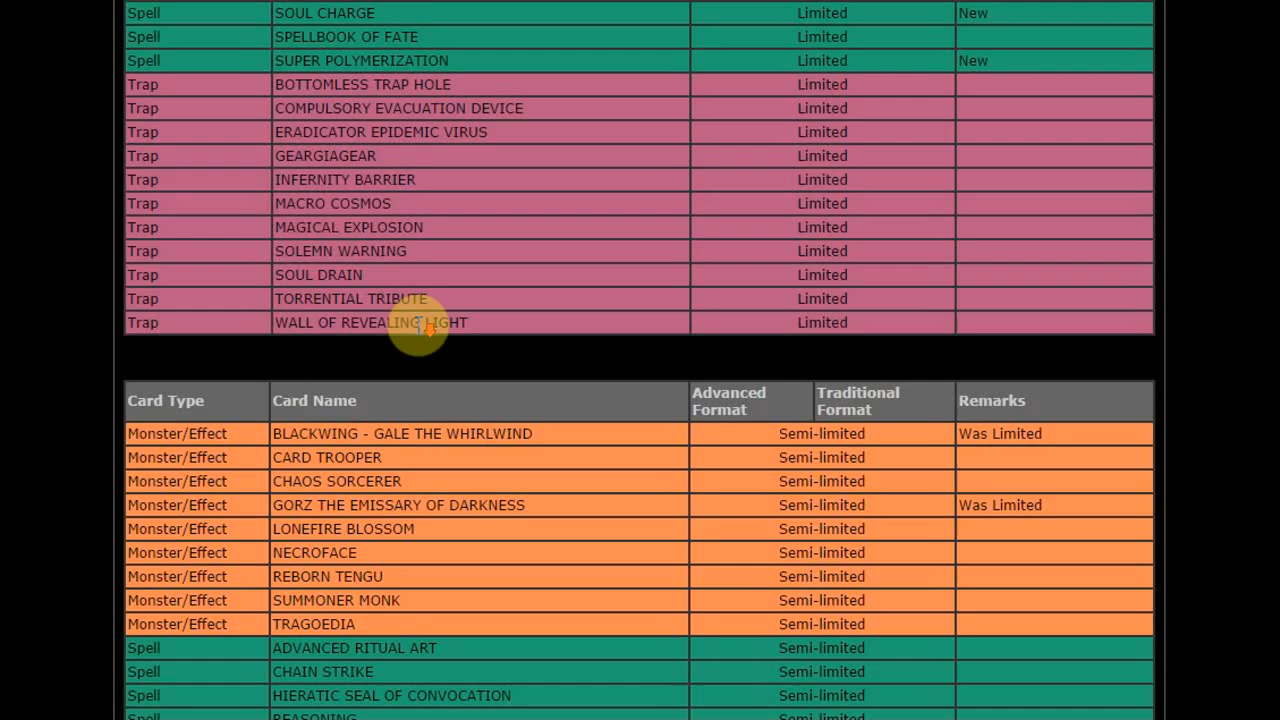 Spell SOUL CHARGE Limited New
Spell SPELLBOOK OF FATE Limited
Spell SUPER POLYMERIZATION Limited New
Trap BOTTOMLESS TRAP HOLE Limited
Trap COMPULSORY EVACUATION DEVICE Limited
Trap ERADICATOR EPIDEMIC VIRUS Limited
Trap GEARGIAGEAR Limited
Trap INFERNITY BARRIER Limited
Trap MACRO COSMOS Limited
Trap MAGICAL EXPLOSION Limited
Trap SOLEMN WARNING Limited
Trap SOUL DRAIN Limited
Trap TORRENTIAL TRIBUTE Limited
Trap WALL OF REVEALING LIGHT Limited
Card Type Card Name Advanced Format Traditional Format Remarks
Monster/Effect BLACKWING - GALE THE WHIRLWIND Semi-limited Was Limited
Monster/Effect CARD TROOPER Semi-limited
Monster/Effect CHAOS SORCERER Semi-limited
Monster/Effect GORZ THE EMISSARY OF DARKNESS Semi-limited Was Limited
Monster/Effect LONEFIRE BLOSSOM Semi-limited
Monster/Effect NECROFACE Semi-limited
Monster/Effect REBORN TENGU Semi-limited
Monster/Effect SUMMONER MONK Semi-limited
Monster/Effect TRAGOEDIA Semi-limited
Spell ADVANCED RITUAL ART Semi-limited
Spell CHAIN STRIKE Semi-limited
Spell HIERATIC SEAL OF CONVOCATION Semi-limited
Spell REASONING Semi-limited